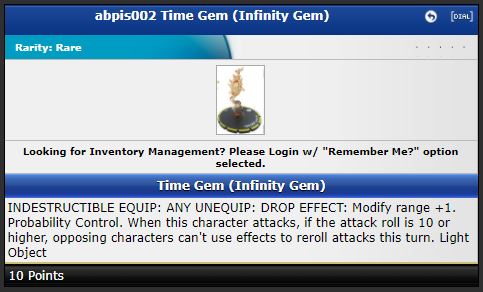 abpis002 Time Gem (Infinity Gem)
[DIAL]
Rarity: Rare
Looking for Inventory Management? Please Login w/ "Remember Me?" option
selected.
Time Gem (Infinity Gem)
INDESTRUCTIBLE EQUIP: ANY UNEQUIP: DROP EFFECT: Modify range +1.
Probability Control. When this character attacks, if the attack roll is 10 or
higher, opposing characters can't use effects to reroll attacks this turn. Light
Object
10 Points